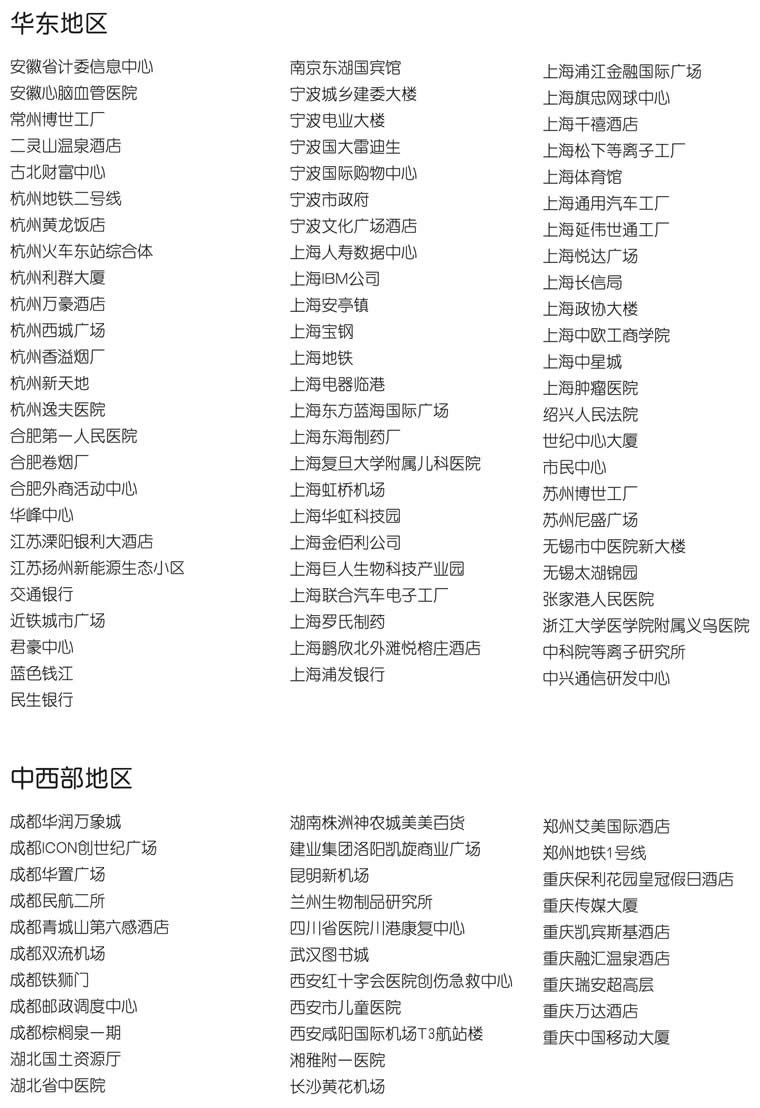 华东地区
安徽省计委信息中心
安徽心脑血管医院
常州博世工厂
二灵山温泉酒店
古北财富中心
杭州地铁二号线
杭州黄龙饭店
杭州火车东站综合体
杭州利群大厦
杭州万豪酒店
杭州西城广场
杭州香溢烟厂
杭州新天地
杭州逸夫医院
合肥第一人民医院
合肥卷烟厂
合肥外商活动中心
华峰中心
江苏溧阳银利大酒店
江苏扬州新能源生态小区
交通银行
近铁城市广场
君豪中心
蓝色钱江
民生银行
南京东湖国宾馆
宁波城乡建委大楼
宁波电业大楼
宁波国大雷迪生
宁波国际购物中心
宁波市政府
宁波文化广场酒店
上海人寿数据中心
上海IBM公司
上海安亭镇
上海宝钢
上海地铁
上海电器临港
上海东方蓝海国际广场
上海东海制药厂
上海复旦大学附属儿科医院
上海虹桥机场
上海华虹科技园
上海金佰利公司
上海巨人生物科技产业园
上海联合汽车电子工厂
上海罗氏制药
上海鹏欣北外滩悦榕庄酒店
上海浦发银行
上海浦江金融国际广场
上海旗忠网球中心
上海千禧酒店
上海松下等离子工厂
上海体育馆
上海通用汽车工厂
上海延伟世通工厂
上海悦达广场
上海长信局
上海政协大楼
上海中欧工商学院
上海中星城
上海肿瘤医院
绍兴人民法院
世纪中心大厦
市民中心
苏州博世工厂
苏州尼盛广场
无锡市中医院新大楼
无锡太湖锦园
张家港人民医院
浙江大学医学院附属义乌医院
中科院等离子研究所
中兴通信研发中心
中西部地区
成都华润万象城
成都ICON创世纪广场
成都华置广场
成都民航二所
成都青城山第六感酒店
成都双流机场
成都铁狮门
成都邮政调度中心
成都棕榈泉一期
湖北国土资源厅
湖北省中医院
湖南株洲神农城美美百货
建业集团洛阳凯旋商业广场
昆明新机场
兰州生物制品研究所
四川省医院川港康复中心
武汉图书城
西安红十字会医院创伤急救中心
西安市儿童医院
西安咸阳国际机场T3航站楼
湘雅附一医院
长沙黄花机场
郑州艾美国际酒店
郑州地铁1号线
重庆保利花园皇冠假日酒店
重庆传媒大厦
重庆凯宾斯基酒店
重庆融汇温泉酒店
重庆瑞安超高层
重庆万达酒店
重庆中国移动大厦